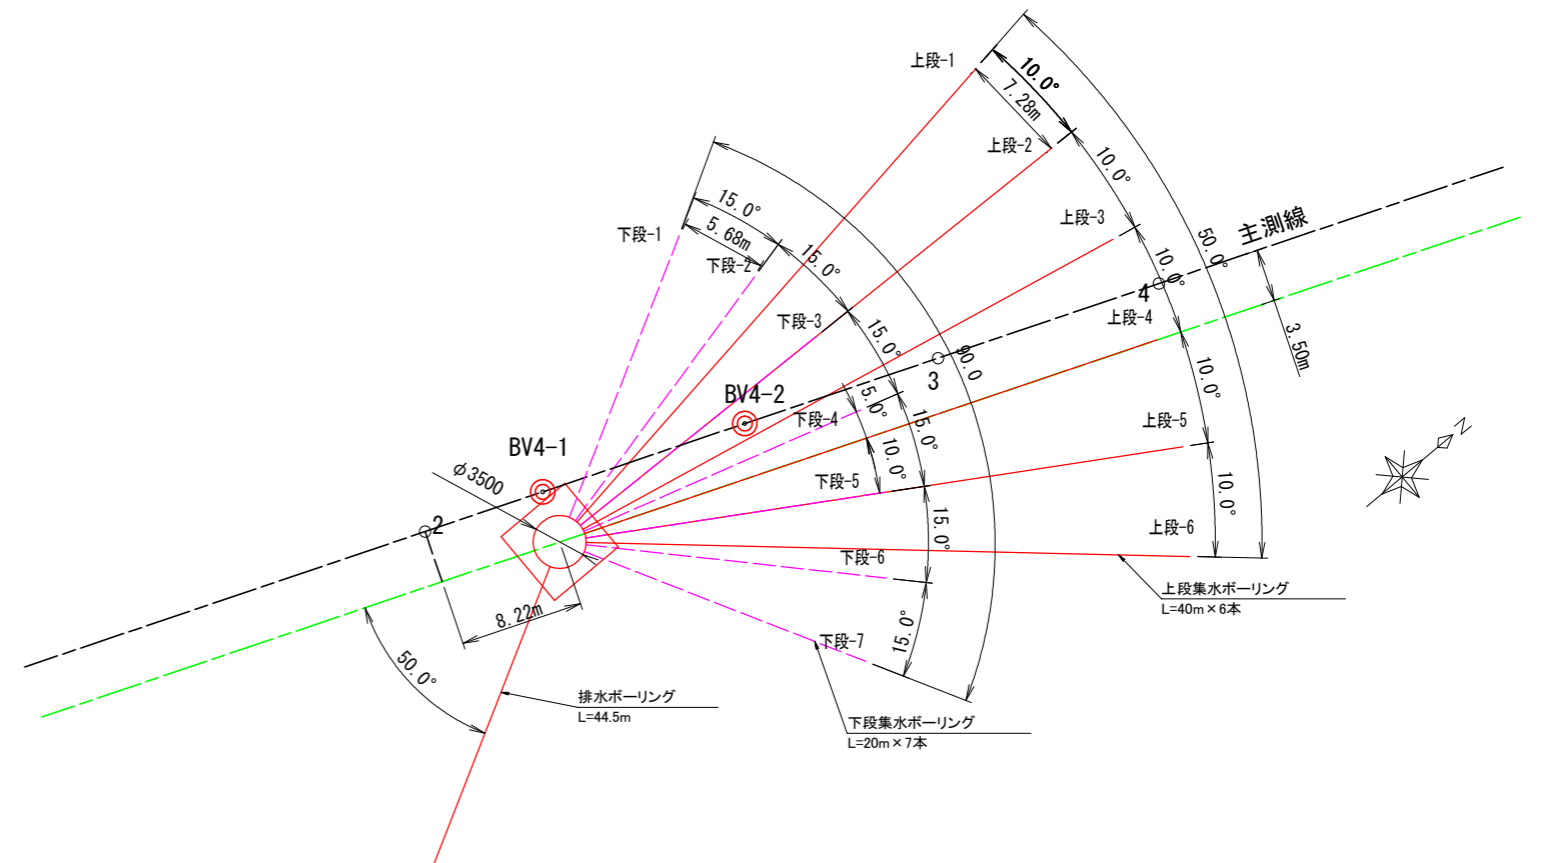 上段-1
10.0°
7.28m
上段-2
10.0°
上段-3
10.0°
50.0°
主測線
4
上段-4
3.50m
10.0°
上段-5
10.0°
上段-6
上段集水ボーリング
L=40m×6本
15.0°
5.68m
下段-1
下段-2
15.0°
下段-3
15.0°
90.0
3
BV4-2
下段-4
5.0°
15.0°
10.0°
下段-5
15.0°
下段-6
15.0°
下段-7
下段集水ボーリング
L=20m×7本
BV4-1
φ3500
2
8.22m
50.0°
排水ボーリング
L=44.5m
N